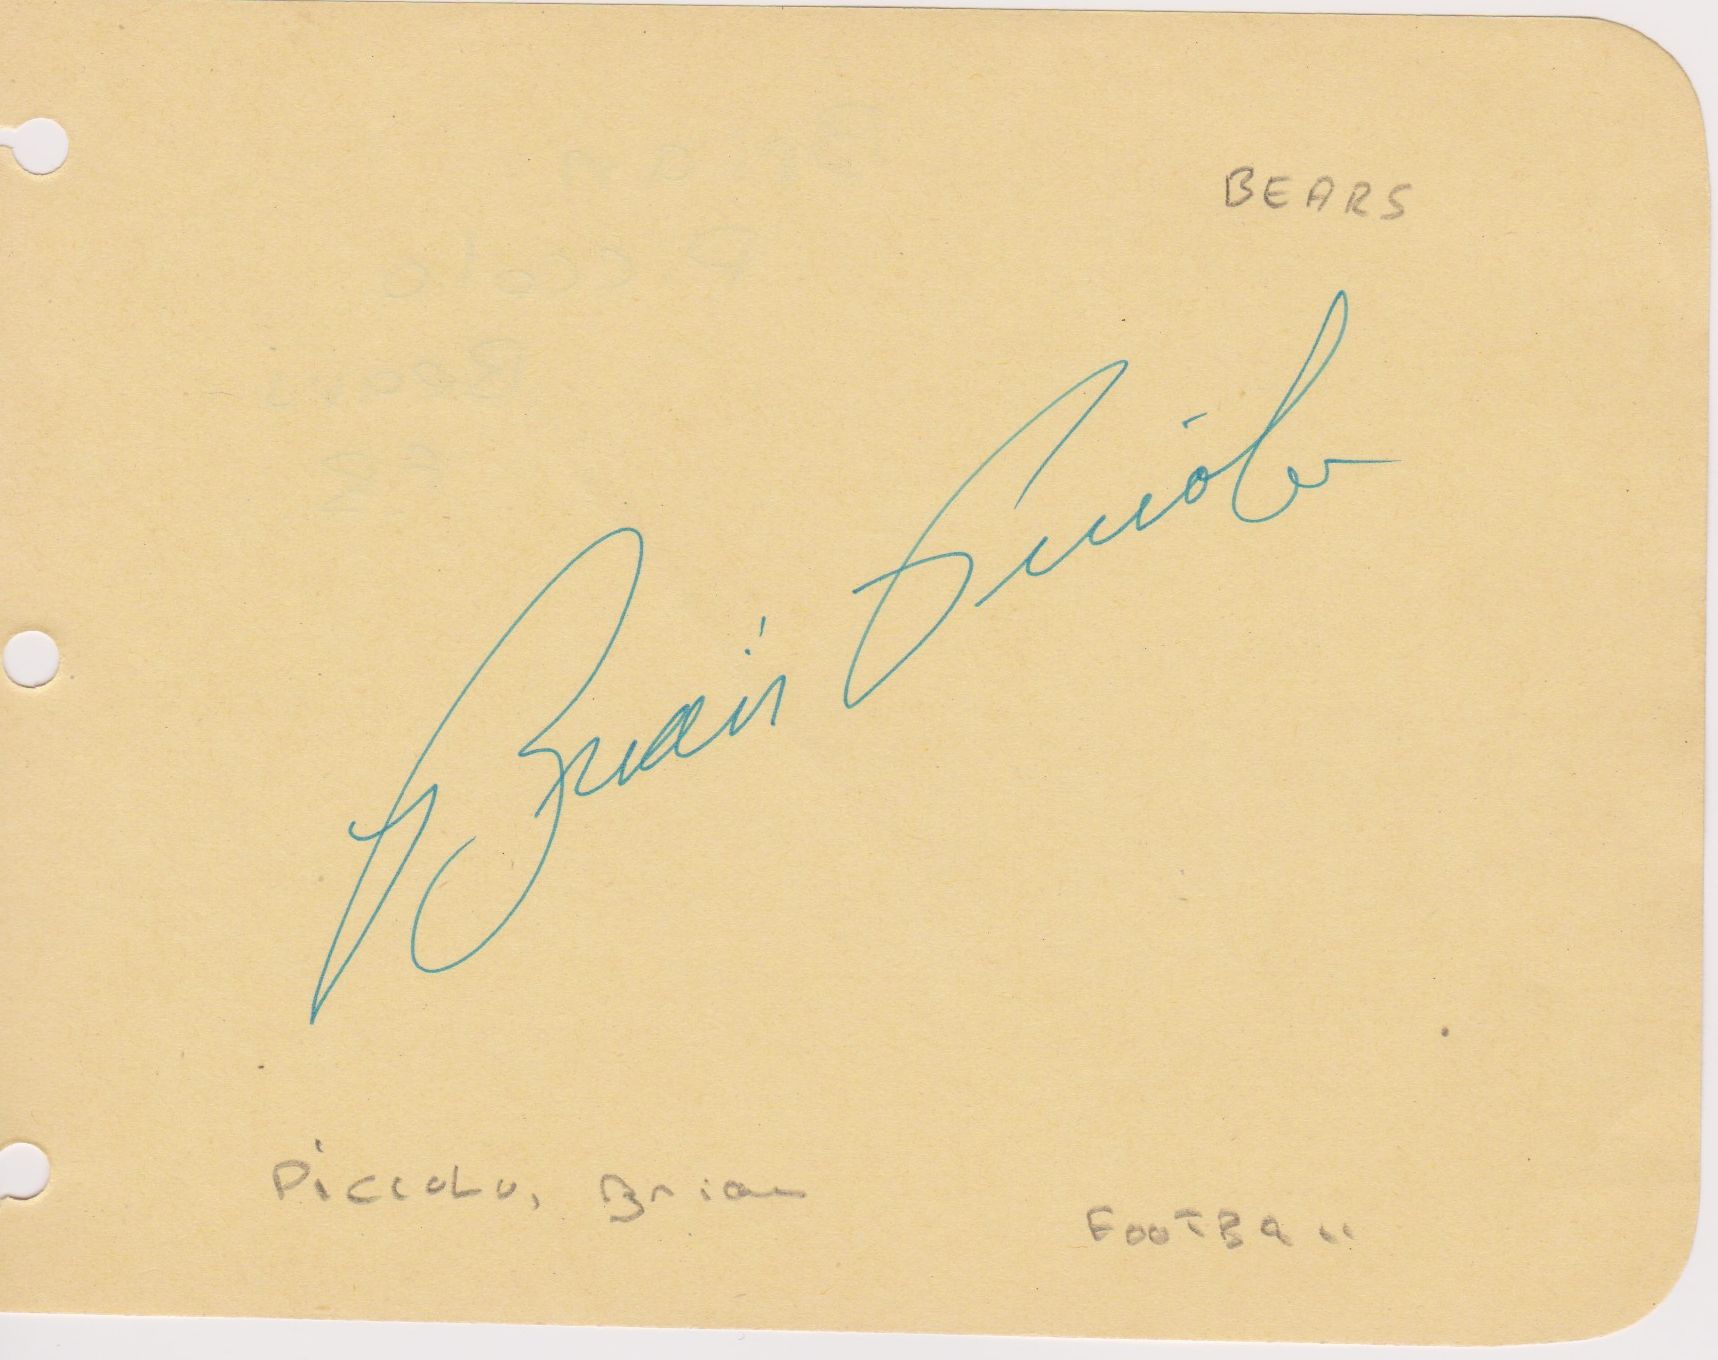 BEARS
Brian Piccolo
Piccolo, Brian
FootBall